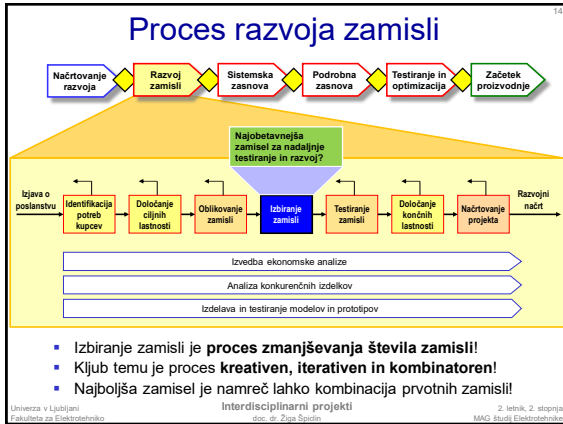 14
Proces razvoja zamisli
Načrtovanje
razvoja
Razvoj
zamisli
Sistemska
zasnova
Podrobna
zasnova
Testiranje in
optimizacija
Začetek
proizvodnje
Najobetavnejša
zamisel za nadaljnje
testiranje in razvoj?
Izjava o
poslanstvu
Identifikacija
potreb
kupcev
Določanje
ciljnih
lastnosti
Oblikovanje
zamisli
Izbiranje
zamisli
Testiranje
zamisli
Določanje
končnih
lastnosti
Načrtovanje
projekta
Razvojni
načrt
Izvedba ekonomske analize
Analiza konkurenčnih izdelkov
Izdelava in testiranje modelov in prototipov
▪ Izbiranje zamisli je proces zmanjševanja števila zamisli!
▪ Kljub temu je proces kreativen, iterativen in kombinatoren!
▪ Najboljša zamisel je namreč lahko kombinacija prvotnih zamisli!
Univerza v Ljubljani
Fakulteta za Elektrotehniko
Interdisciplinarni projekti
doc. dr. Žiga Špiclin
2. letnik, 2. stopnja
MAG študij Elektrotehnike